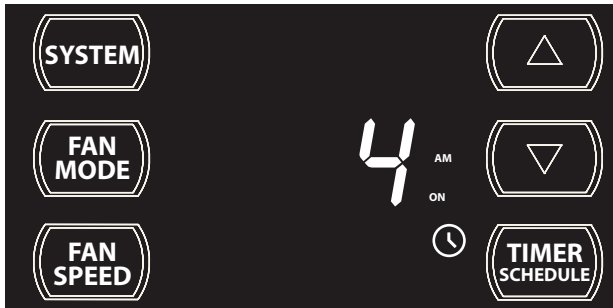 SYSTEM
FAN
MODE
4
AM
ON
FAN
SPEED
TIMER
SCHEDULE